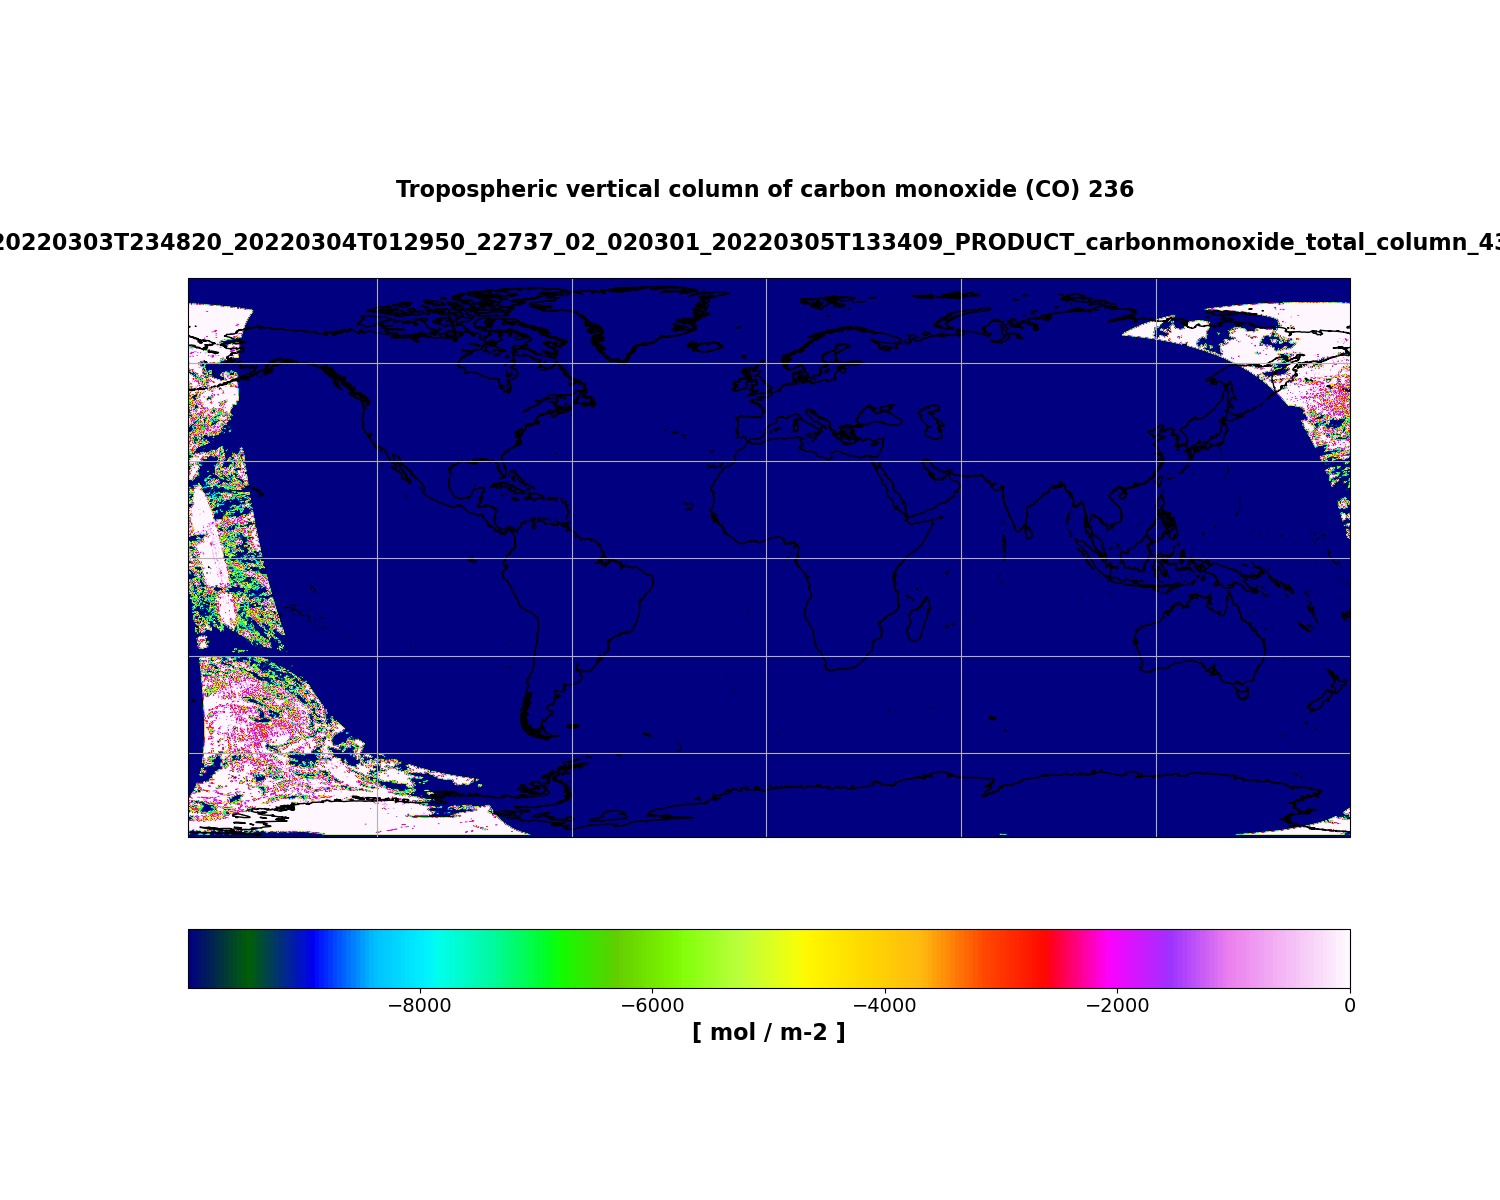 Tropospheric vertical column of carbon monoxide (CO) 236
20220303T234820_20220304T012950_22737_02_020301_20220305T133409_PRODUCT_carbonmonoxide_total_column_43
−8000 −6000 −4000 −2000 0
[ mol / m-2 ]